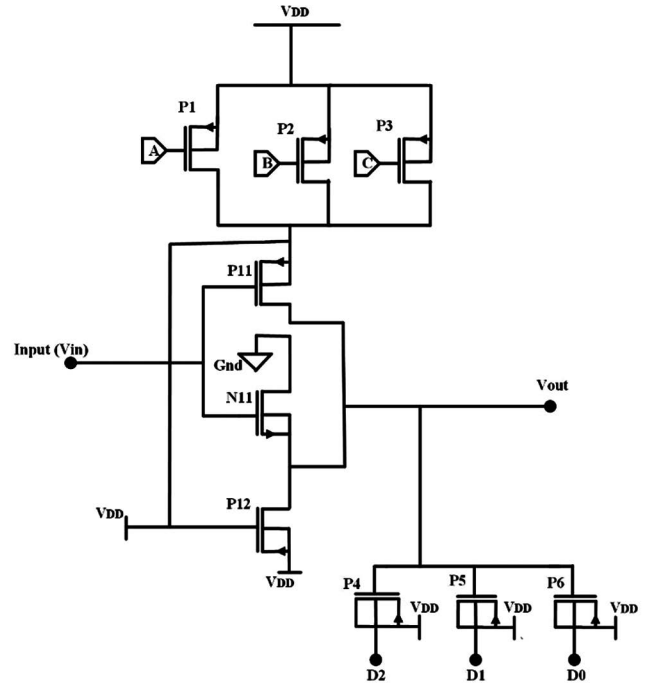 VDD
P1
P2
P3
A
B
C
P11
Input (Vin)
Gnd
N11
Vout
P12
VDD
VDD
P4
P5
P6
VDD
VDD
VDD
D2
D1
D0